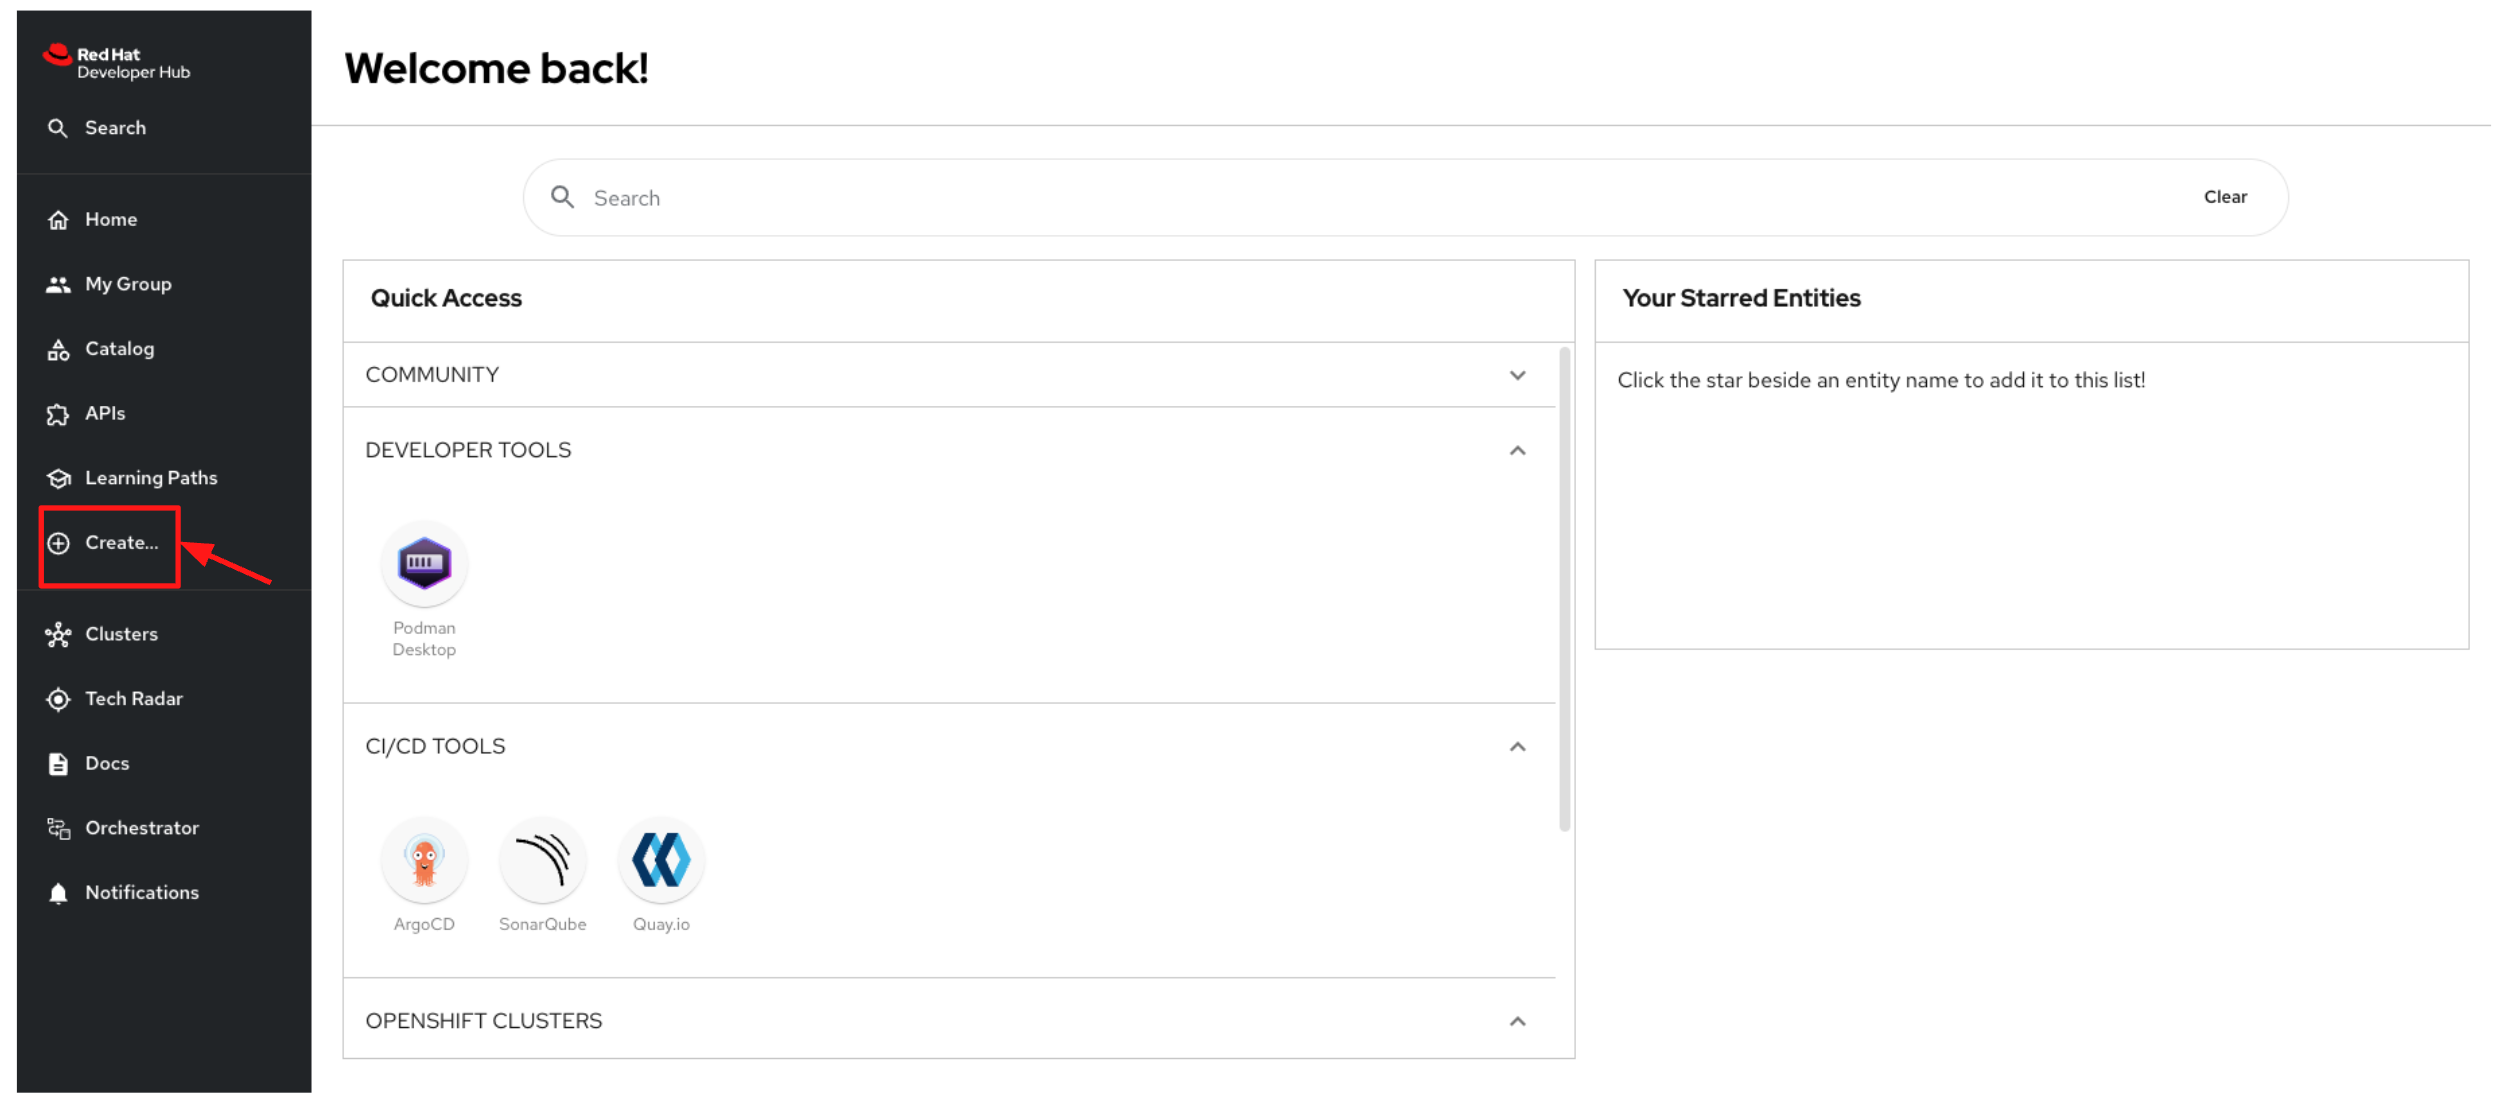 Red Hat
Developer Hub
Search
Home
My Group
Catalog
APIs
Learning Paths
Create...
Clusters
Tech Radar
Docs
Orchestrator
Notifications
Welcome back!
Search
Clear
Quick Access
COMMUNITY
DEVELOPER TOOLS
Podman
Desktop
CI/CD TOOLS
ArgoCD
SonarQube
Quay.io
OPENSHIFT CLUSTERS
Your Starred Entities
Click the star beside an entity name to add it to this list!